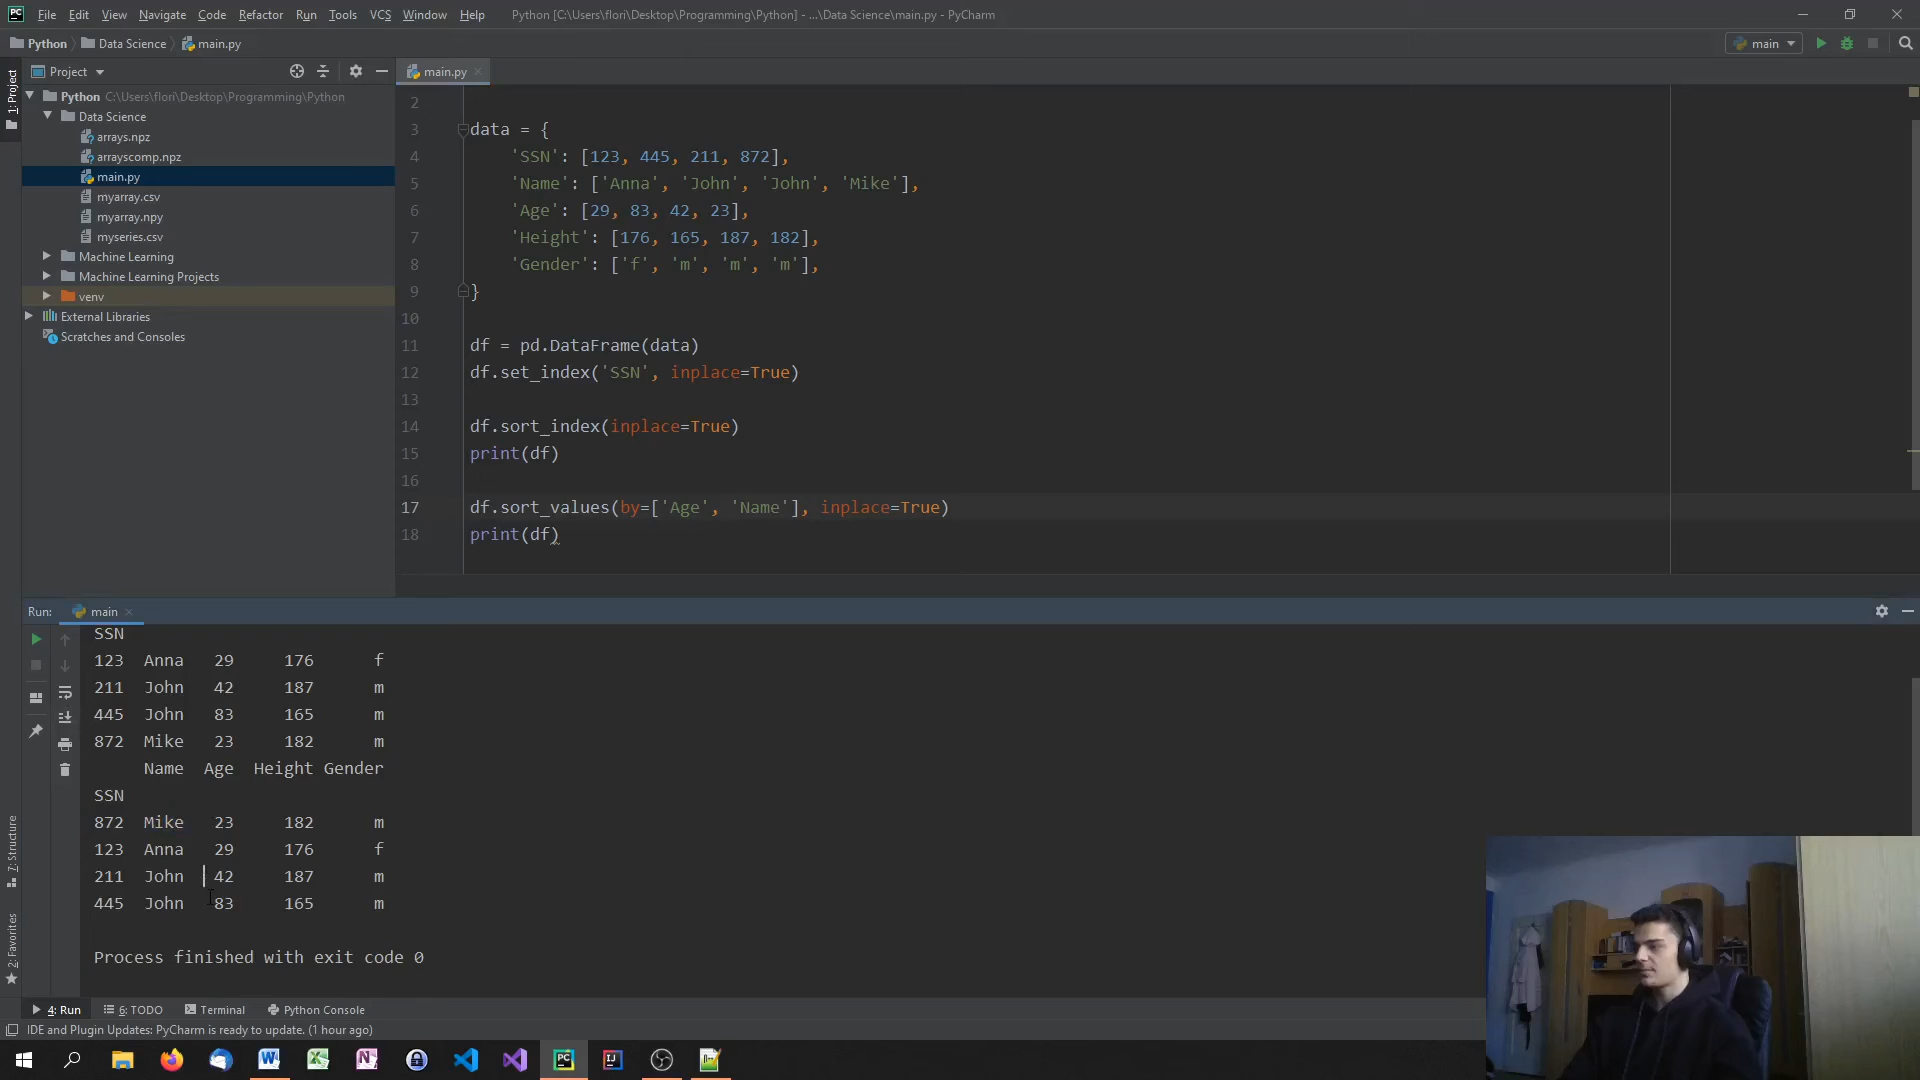 File Edit View Navigate Code Refactor Run Tools VCS Window Help Python [C:\Users\flori\Desktop\Programming\Python] - ...\Data Science\main.py - PyCharm
Python Data Science main.py main
Project main.py
1: Project
Python C:\Users\flori\Desktop\Programming\Python
Data Science
arrays.npz
arrayscomp.npz
main.py
myarray.csv
myarray.npy
myseries.csv
Machine Learning
Machine Learning Projects
venv
External Libraries
Scratches and Consoles
2
3 data = {
4 'SSN': [123, 445, 211, 872],
5 'Name': ['Anna', 'John', 'John', 'Mike'],
6 'Age': [29, 83, 42, 23],
7 'Height': [176, 165, 187, 182],
8 'Gender': ['f', 'm', 'm', 'm'],
9 }
10
11 df = pd.DataFrame(data)
12 df.set_index('SSN', inplace=True)
13
14 df.sort_index(inplace=True)
15 print(df)
16
17 df.sort_values(by=['Age', 'Name'], inplace=True)
18 print(df)
Run: main
SSN
123 Anna 29 176 f
211 John 42 187 m
445 John 83 165 m
872 Mike 23 182 m
Name Age Height Gender
SSN
872 Mike 23 182 m
123 Anna 29 176 f
211 John 42 187 m
445 John 83 165 m
Process finished with exit code 0
7: Structure
2: Favorites
4: Run 6: TODO Terminal Python Console
IDE and Plugin Updates: PyCharm is ready to update. (1 hour ago)